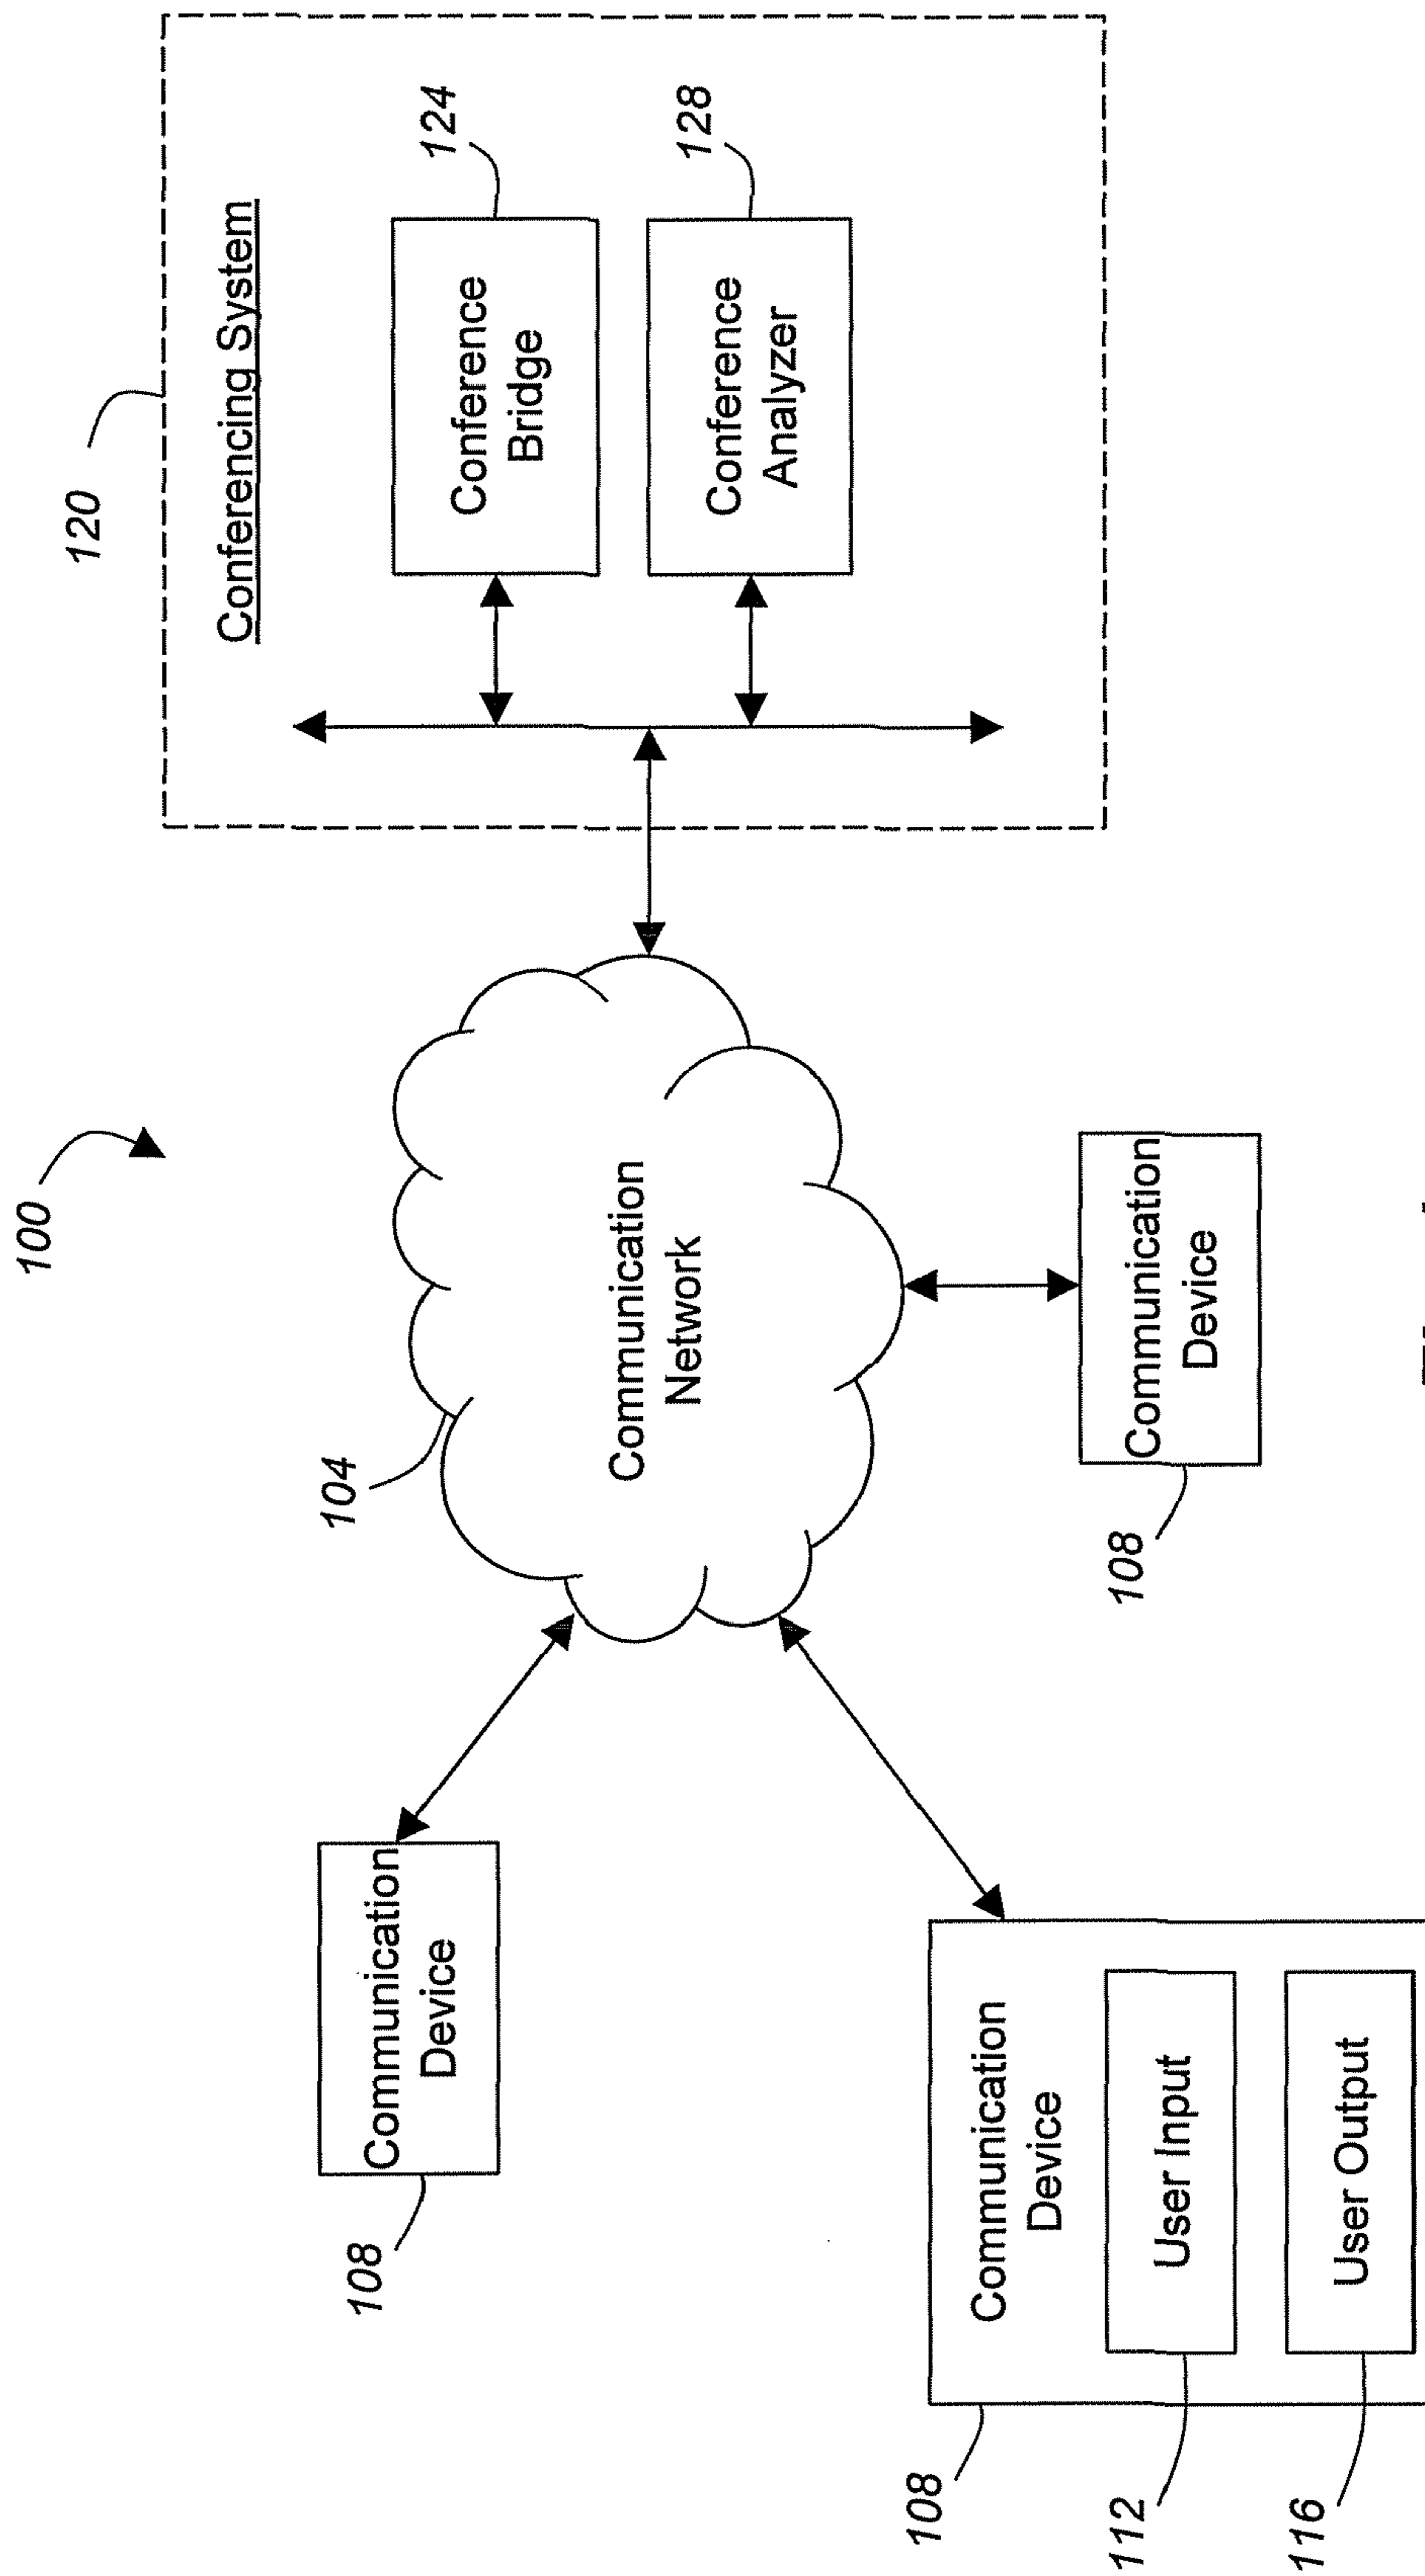 100
120
Conferencing System
124
Conference
Bridge
128
Conference
Analyzer
104
Communication
Network
108
Communication
Device
108
Communication
Device
108
Communication
Device
112
User Input
116
User Output